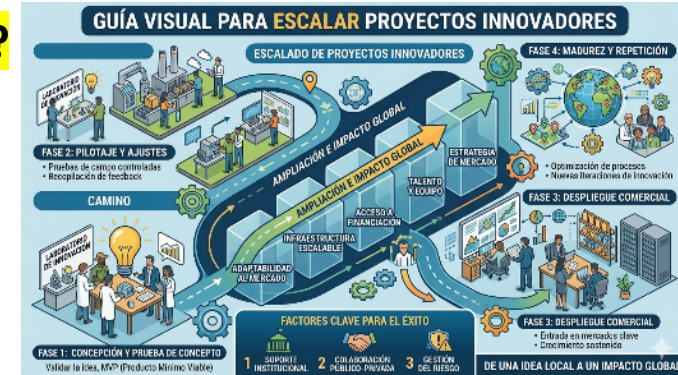 ?
GUÍA VISUAL PARA ESCALAR PROYECTOS INNOVADORES
ESCALADO DE PROYECTOS INNOVADORES
LABORATORIO
DE INNOVACIÓN
FASE 2: PILOTAJE Y AJUSTES
• Pruebas de campo controladas
• Recopilación de feedback
CAMINO
LABORATORIO
DE INNOVACIÓN
FASE 1: CONCEPCIÓN Y PRUEBA DE CONCEPTO
Validar la idea, MVP (Producto Mínimo Viable)
AMPLIACIÓN E IMPACTO GLOBAL
AMPLIACIÓN E IMPACTO GLOBAL
ADAPTABILIDAD
AL MERCADO
INFRAESTRUCTURA
ESCALABLE
ACCESO A
FINANCIACIÓN
TALENTO
Y EQUIPO
ESTRATEGIA
DE MERCADO
FASE 4: MADUREZ Y REPETICIÓN
• Optimización de procesos
• Nuevas iteraciones de innovación
FASE 3: DESPLIEGUE COMERCIAL
FASE 3: DESPLIEGUE COMERCIAL
• Entrada en mercados clave
• Crecimiento sostenido
FACTORES CLAVE PARA EL ÉXITO
1 SOPORTE INSTITUCIONAL
2 COLABORACIÓN PÚBLICO-PRIVADA
3 GESTIÓN DEL RIESGO
DE UNA IDEA LOCAL A UN IMPACTO GLOBAL